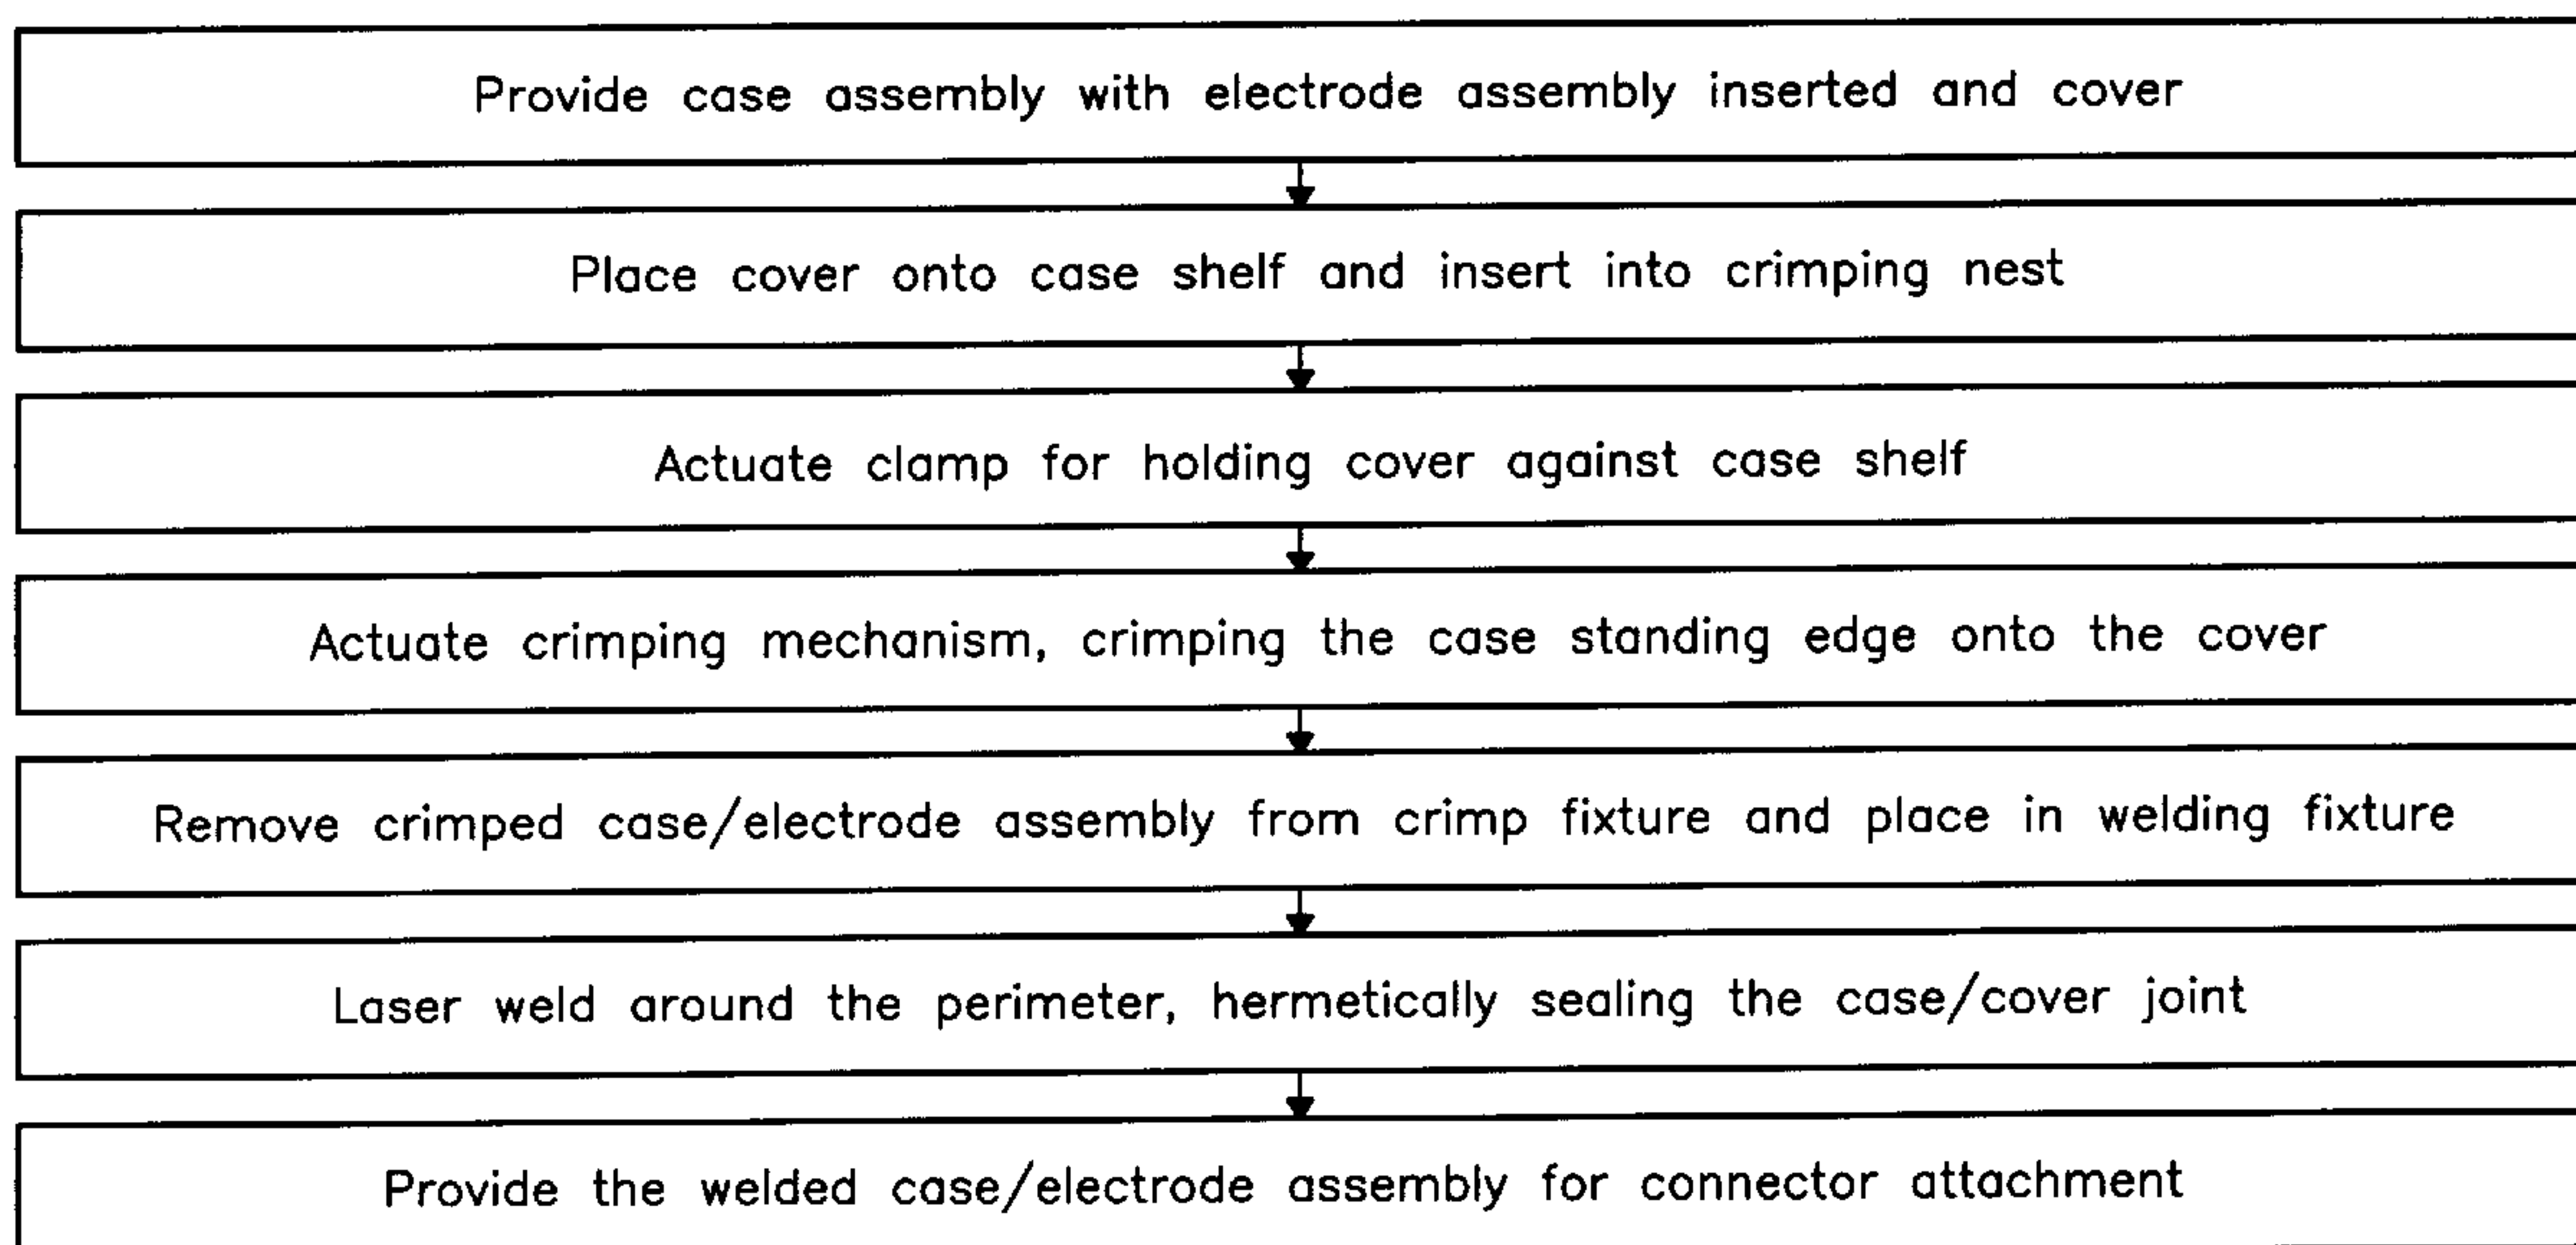 Provide case assembly with electrode assembly inserted and cover
Place cover onto case shelf and insert into crimping nest
Actuate clamp for holding cover against case shelf
Actuate crimping mechanism, crimping the case standing edge onto the cover
Remove crimped case/electrode assembly from crimp fixture and place in welding fixture
Laser weld around the perimeter, hermetically sealing the case/cover joint
Provide the welded case/electrode assembly for connector attachment